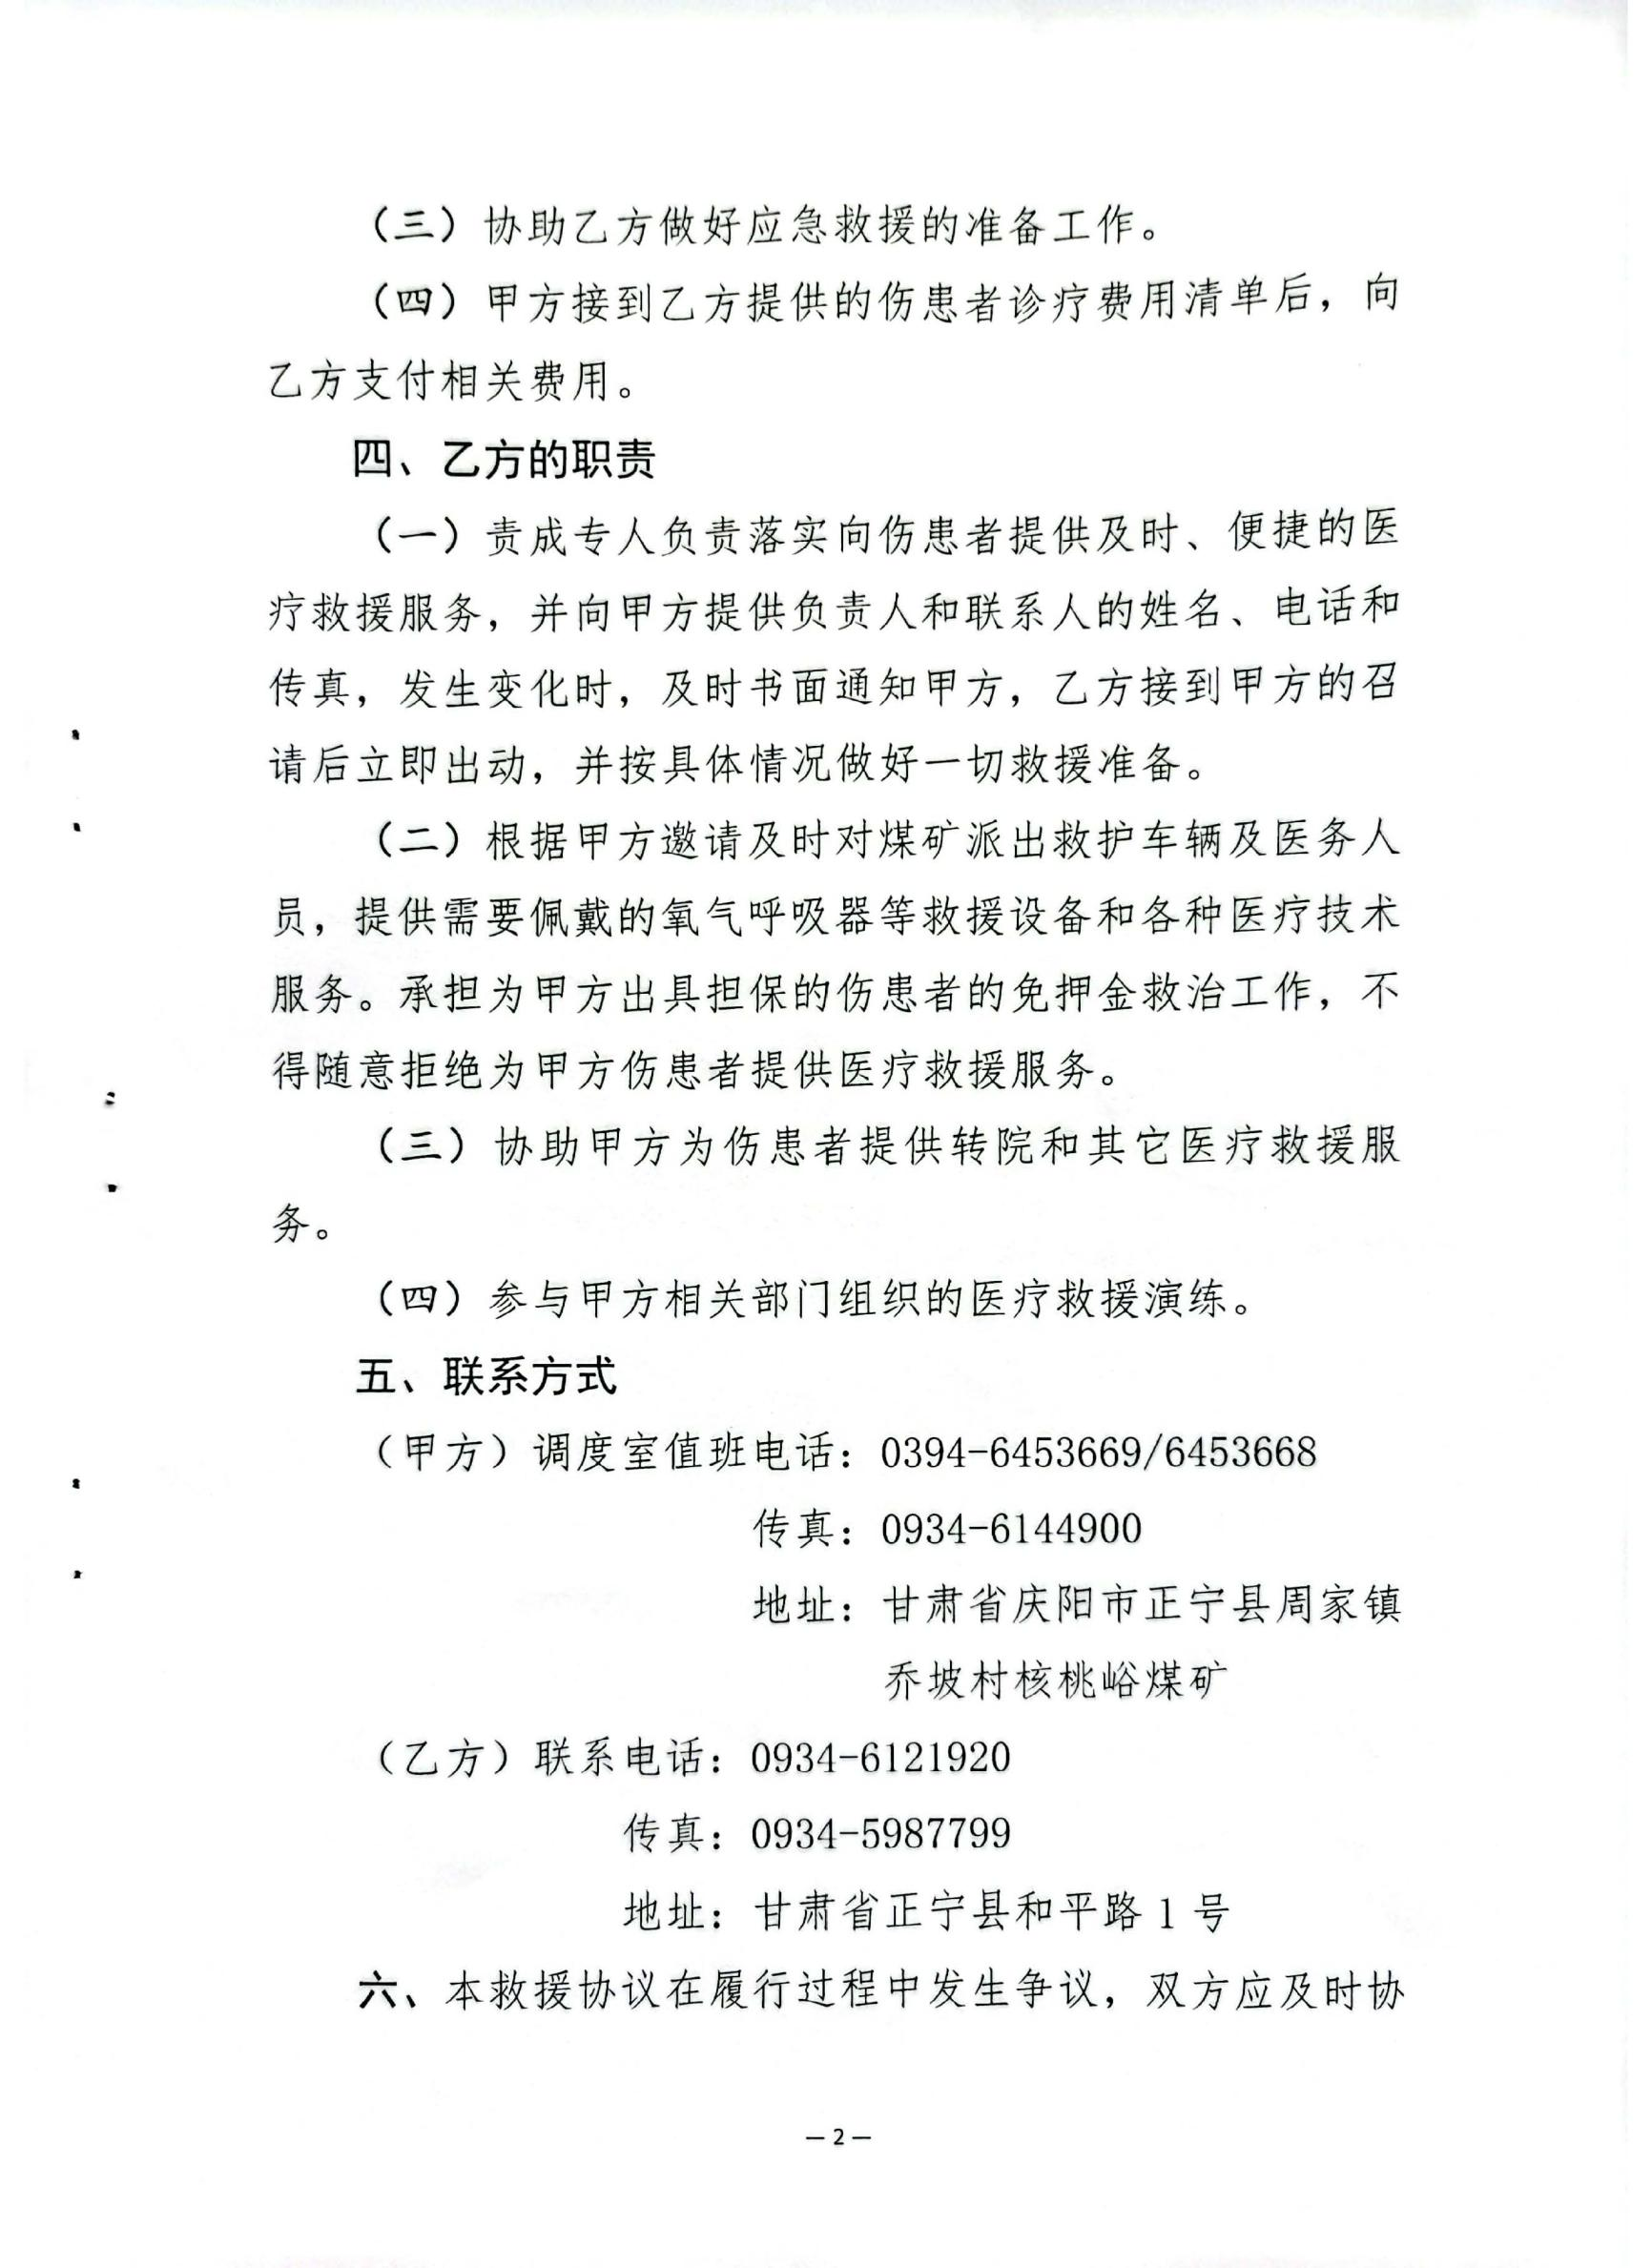 （三）协助乙方做好应急救援的准备工作。
（四）甲方接到乙方提供的伤患者诊疗费用清单后，向
乙方支付相关费用。
四、乙方的职责
（一）责成专人负责落实向伤患者提供及时、便捷的医
疗救援服务，并向甲方提供负责人和联系人的姓名、电话和
传真，发生变化时，及时书面通知甲方，乙方接到甲方的召
请后立即出动，并按具体情况做好一切救援准备。
（二）根据甲方邀请及时对煤矿派出救护车辆及医务人
员，提供需要佩戴的氧气呼吸器等救援设备和各种医疗技术
服务。承担为甲方出具担保的伤患者的免押金救治工作，不
得随意拒绝为甲方伤患者提供医疗救援服务。
（三）协助甲方为伤患者提供转院和其它医疗救援服
务。
（四）参与甲方相关部门组织的医疗救援演练。
五、联系方式
（甲方）调度室值班电话：0394-6453669/6453668
传真：0934-6144900
地址：甘肃省庆阳市正宁县周家镇
乔坡村核桃峪煤矿
（乙方）联系电话：0934-6121920
传真：0934-5987799
地址：甘肃省正宁县和平路1号
六、本救援协议在履行过程中发生争议，双方应及时协
—2—